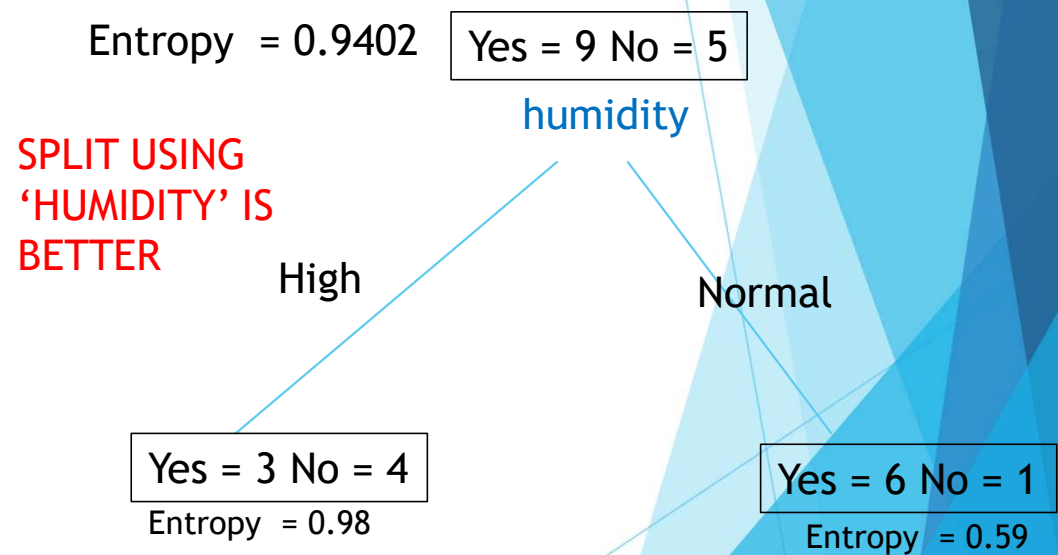 Entropy = 0.9402
Yes = 9 No = 5
humidity
SPLIT USING
‘HUMIDITY’ IS
BETTER
High
Normal
Yes = 3 No = 4
Entropy = 0.98
Yes = 6 No = 1
Entropy = 0.59